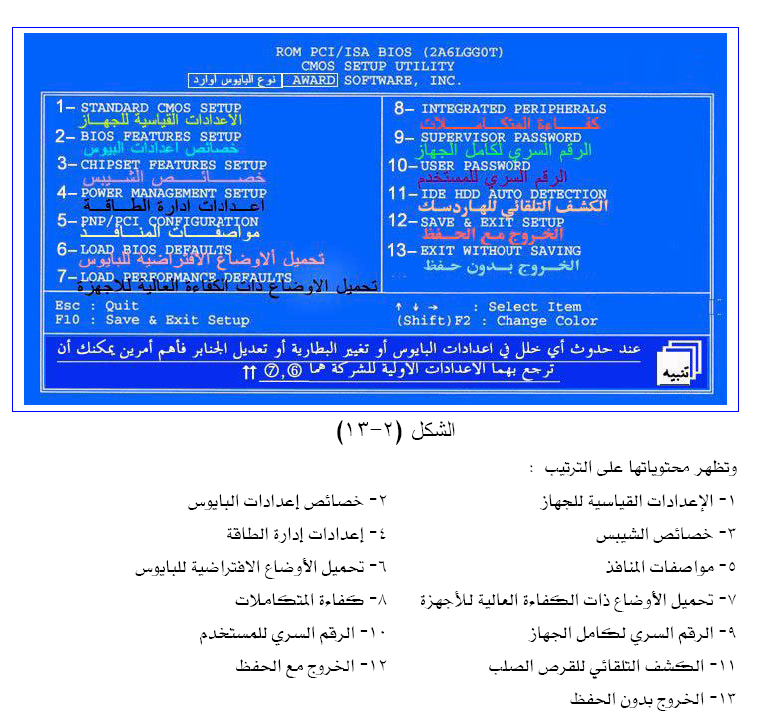 ROM PCI/ISA BIOS (2A6LGG0T)
CMOS SETUP UTILITY
نوع البايوس اوارد AWARD SOFTWARE, INC.
1- STANDARD CMOS SETUP
الاعدادات القياسية للجهاز
2- BIOS FEATURES SETUP
خصائص اعدادات البيوس
3- CHIPSET FEATURES SETUP
خصائص الشيبس
4- POWER MANAGEMENT SETUP
اعدادات ادارة الطاقة
5- PNP/PCI CONFIGURATION
مواصفات المنافذ
6- LOAD BIOS DEFAULTS
تحميل الاوضاع الافتراضية للبايوس
7- LOAD PERFORMANCE DEFAULTS
تحميل الاوضاع ذات الكفاءة العالية للأجهزة
8- INTEGRATED PERIPHERALS
كفاءة المتكاملات
9- SUPERVISOR PASSWORD
الرقم السري لكامل الجهاز
10- USER PASSWORD
الرقم السري للمستخدم
11- IDE HDD AUTO DETECTION
الكشف التلقائي للهاردسك
12- SAVE & EXIT SETUP
الخروج مع الحفظ
13- EXIT WITHOUT SAVING
الخروج بدون حفظ
Esc : Quit
F10 : Save & Exit Setup
↑ ↓ → : Select Item
(Shift)F2 : Change Color
تنبيه
عند حدوث أي خلل في اعدادات البايوس أو تغيير البطارية أو تعديل الجنابر فأهم أمرين يمكنك أن
ترجع بهما الاعدادات الاولية للشركة هما ⑦,⑥ ⇈
الشكل (٢-١٣)
وتظهر محتوياتها على الترتيب :
١- الإعدادات القياسية للجهاز ٢- خصائص إعدادات البايوس
٣- خصائص الشيبس ٤- إعدادات إدارة الطاقة
٥- مواصفات المنافذ ٦- تحميل الأوضاع الافتراضية للبايوس
٧- تحميل الأوضاع ذات الكفاءة العالية للأجهزة ٨- كفاءة المتكاملات
٩- الرقم السري لكامل الجهاز ١٠- الرقم السري للمستخدم
١١- الكشف التلقائي للقرص الصلب ١٢- الخروج مع الحفظ
١٣- الخروج بدون الحفظ